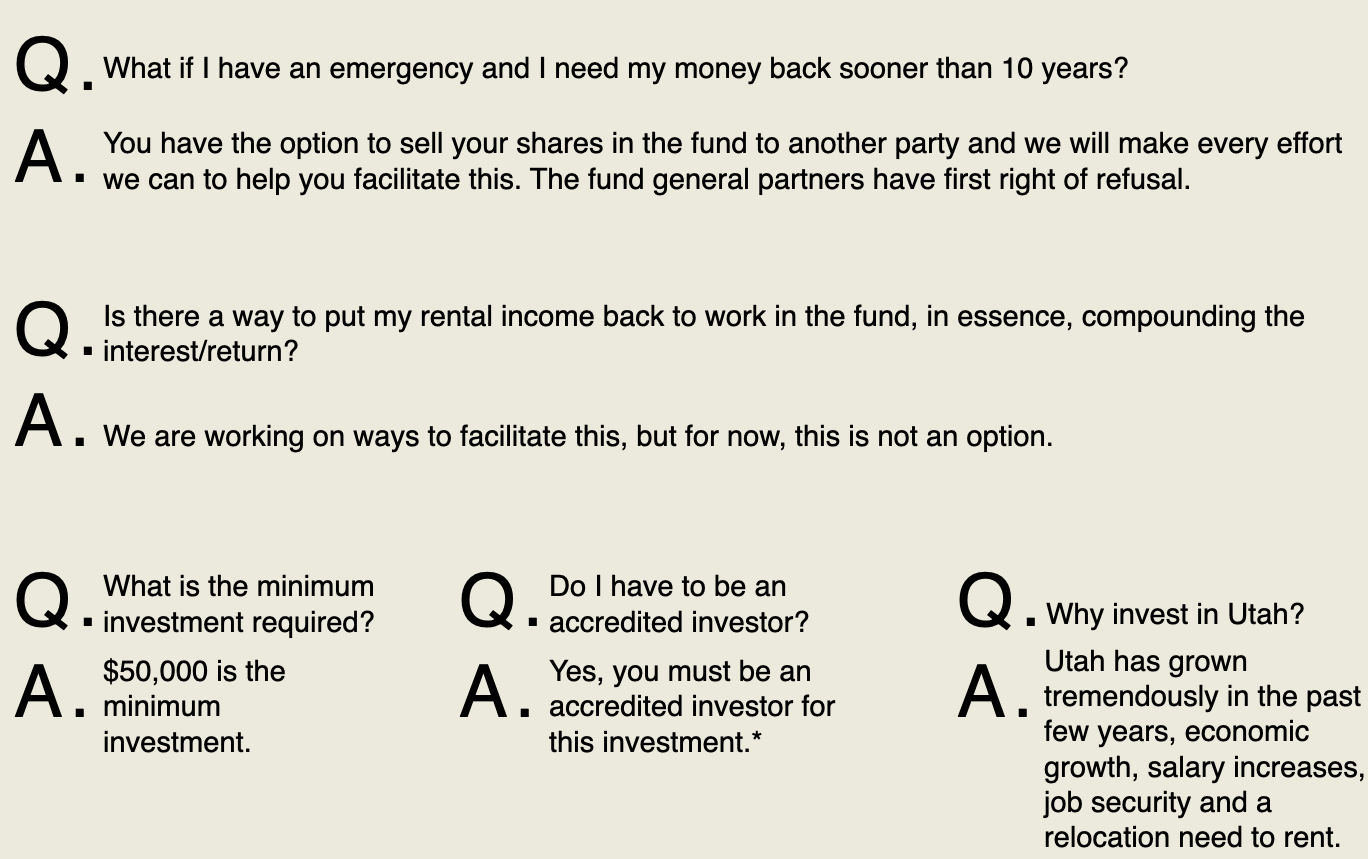 Q. What if I have an emergency and I need my money back sooner than 10 years?
A. You have the option to sell your shares in the fund to another party and we will make every effort
we can to help you facilitate this. The fund general partners have first right of refusal.
Q. Is there a way to put my rental income back to work in the fund, in essence, compounding the
interest/return?
A. We are working on ways to facilitate this, but for now, this is not an option.
Q. What is the minimum
investment required?
A. $50,000 is the
minimum
investment.
Q. Do I have to be an
accredited investor?
A. Yes, you must be an
accredited investor for
this investment.*
Q. Why invest in Utah?
A. Utah has grown
tremendously in the past
few years, economic
growth, salary increases,
job security and a
relocation need to rent.